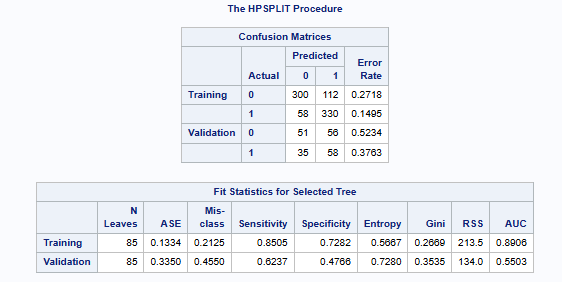 The HPSPLIT Procedure
Confusion Matrices
Predicted Error
Actual 0 1 Rate
Training 0 300 112 0.2718
1 58 330 0.1495
Validation 0 51 56 0.5234
1 35 58 0.3763
Fit Statistics for Selected Tree
N Mis-
Leaves ASE class Sensitivity Specificity Entropy Gini RSS AUC
Training 85 0.1334 0.2125 0.8505 0.7282 0.5667 0.2669 213.5 0.8906
Validation 85 0.3350 0.4550 0.6237 0.4766 0.7280 0.3535 134.0 0.5503